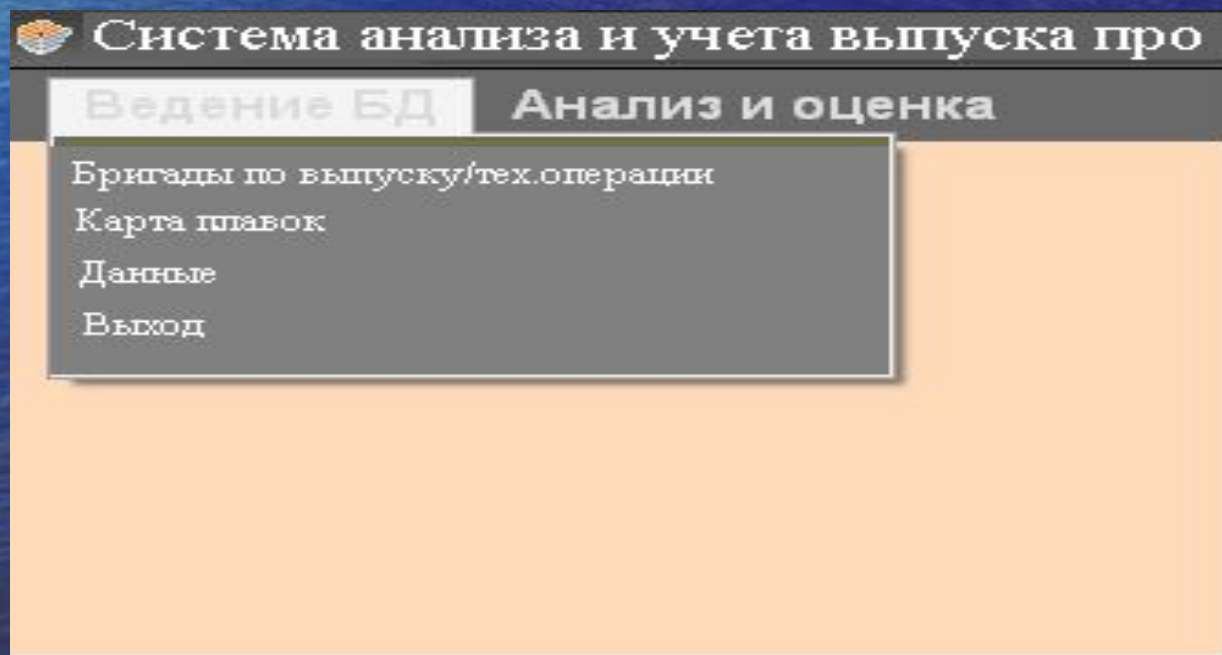 Система анализа и учета выпуска про
Ведение БД Анализ и оценка
Бригады по выпуску/тех.операции
Карта плавок
Данные
Выход